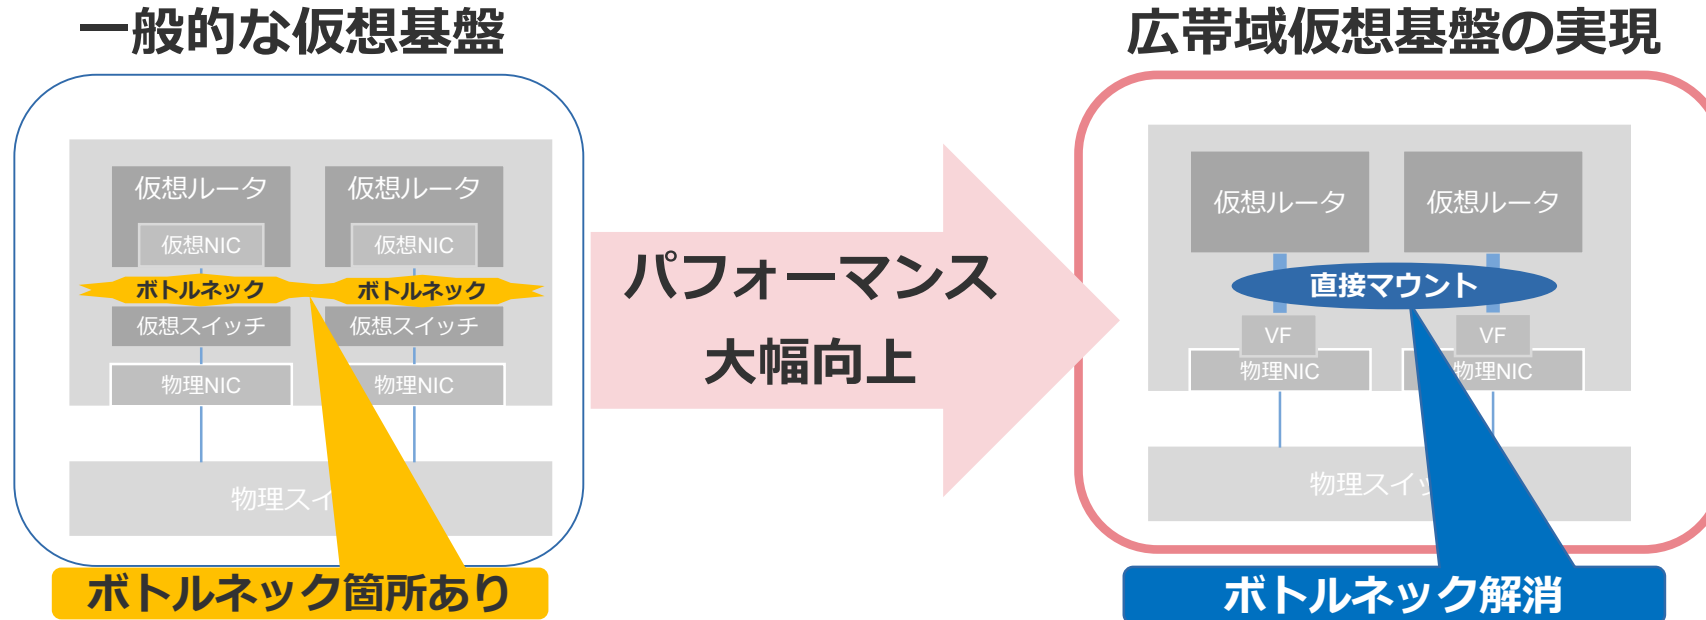 一般的な仮想基盤
仮想ルータ
仮想ルータ
仮想NIC
仮想NIC
ボトルネック
ボトルネック
仮想スイッチ
仮想スイッチ
物理NIC
物理NIC
物理スイ
ボトルネック箇所あり
パフォーマンス
大幅向上
広帯域仮想基盤の実現
仮想ルータ
仮想ルータ
直接マウント
VF
VF
物理NIC
物理NIC
物理スイッ
ボトルネック解消